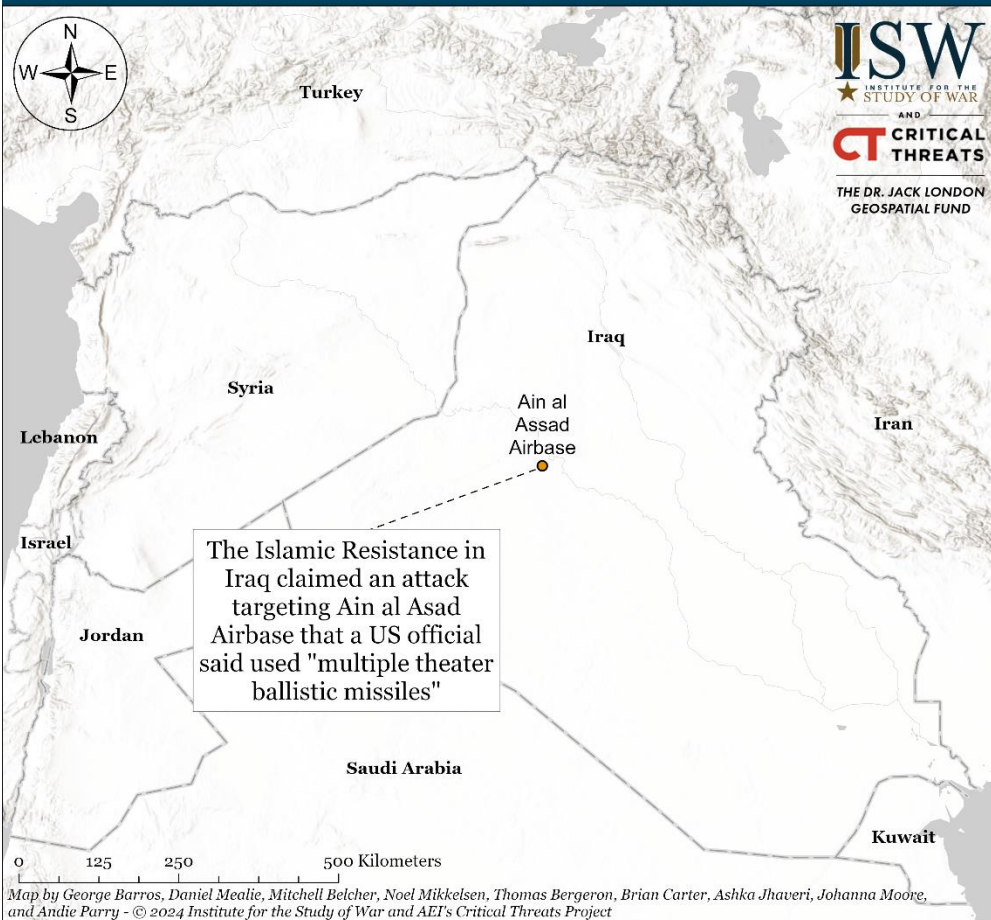 N
W E
S
ISW
INSTITUTE FOR THE
STUDY OF WAR
AND
CT CRITICAL
THREATS
THE DR. JACK LONDON
GEOSPATIAL FUND
Turkey
Iraq
Syria
Ain al
Assad
Airbase
Iran
Lebanon
Israel
The Islamic Resistance in
Iraq claimed an attack
targeting Ain al Asad
Airbase that a US official
said used "multiple theater
ballistic missiles"
Jordan
Saudi Arabia
Kuwait
0 125 250 500 Kilometers
Map by George Barros, Daniel Mealie, Mitchell Belcher, Noel Mikkelsen, Thomas Bergeron, Brian Carter, Ashka Jhaveri, Johanna Moore,
and Andie Parry - © 2024 Institute for the Study of War and AEI's Critical Threats Project